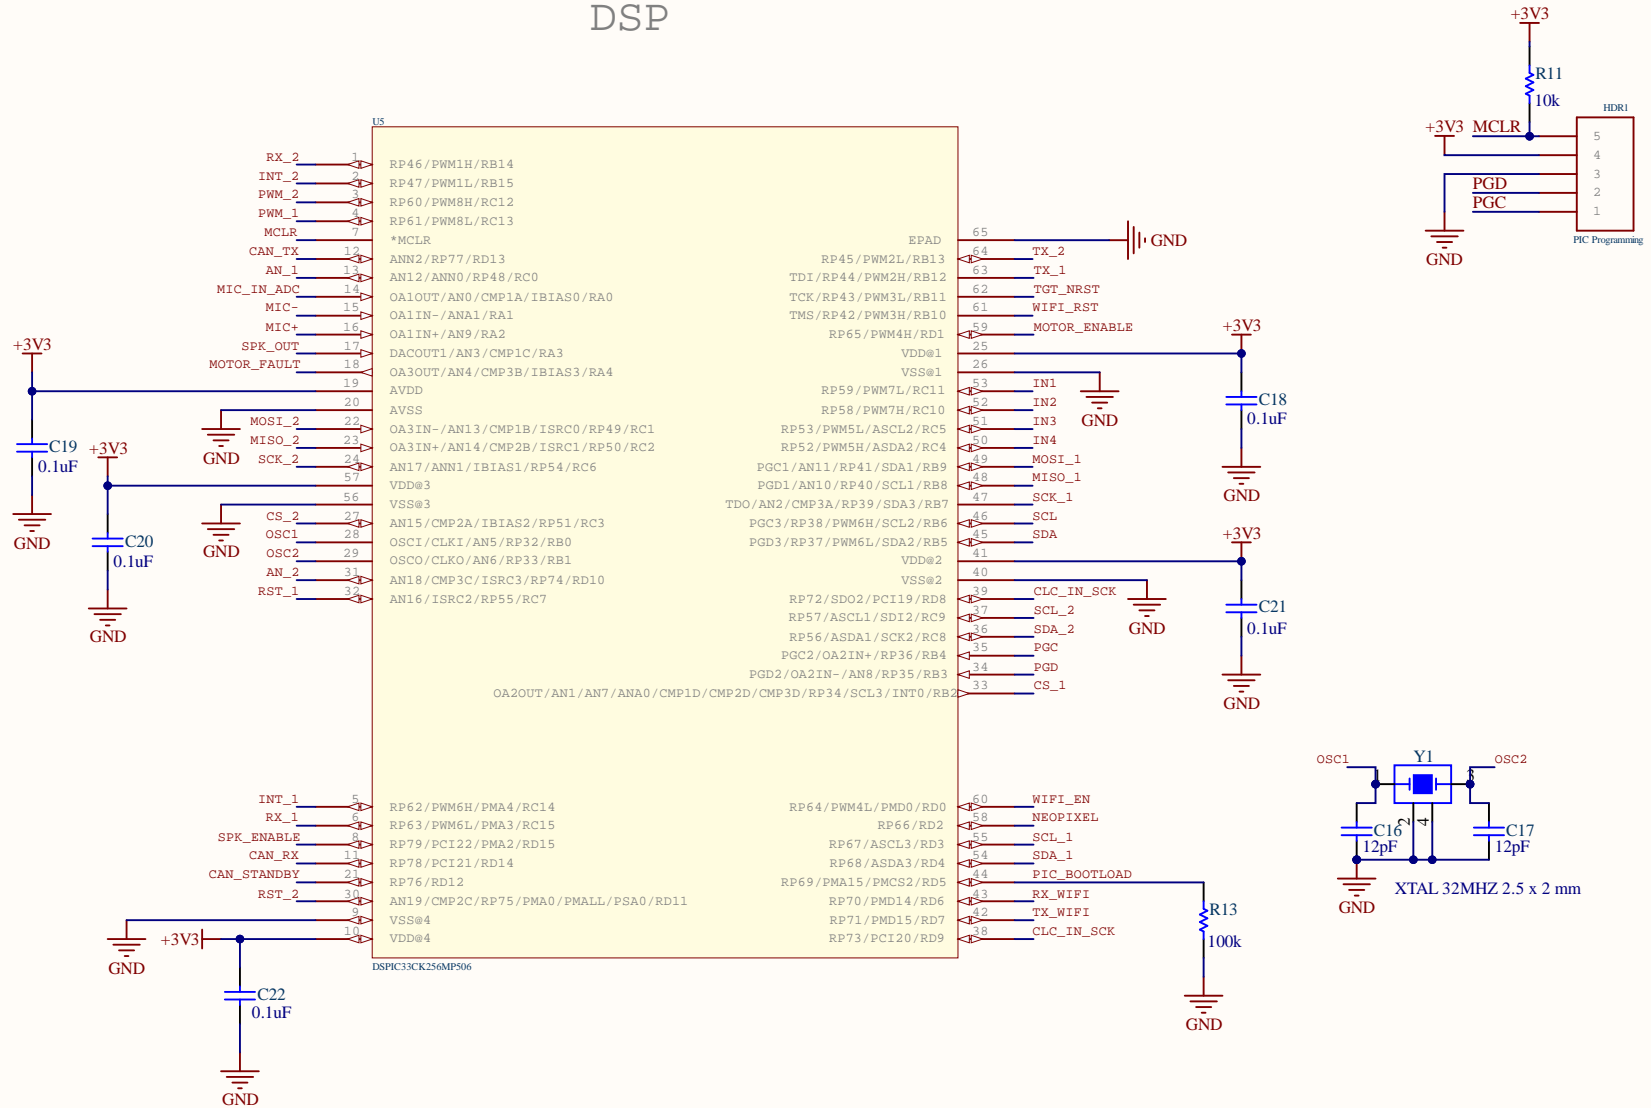 DSP
U5
RX_2 1 RP46/PWM1H/RB14
INT_2 2 RP47/PWM1L/RB15
PWM_2 3 RP60/PWM8H/RC12
PWM_1 4 RP61/PWM8L/RC13
MCLR 7 *MCLR
CAN_TX 12 ANN2/RP77/RD13
AN_1 13 AN12/ANN0/RP48/RC0
MIC_IN_ADC 14 OA1OUT/AN0/CMP1A/IBIAS0/RA0
MIC- 15 OA1IN-/ANA1/RA1
MIC+ 16 OA1IN+/AN9/RA2
SPK_OUT 17 DACOUT1/AN3/CMP1C/RA3
MOTOR_FAULT 18 OA3OUT/AN4/CMP3B/IBIAS3/RA4
19 AVDD
20 AVSS
MOSI_2 22 OA3IN-/AN13/CMP1B/ISRC0/RP49/RC1
MISO_2 23 OA3IN+/AN14/CMP2B/ISRC1/RP50/RC2
SCK_2 24 AN17/ANN1/IBIAS1/RP54/RC6
57 VDD@3
56 VSS@3
CS_2 27 AN15/CMP2A/IBIAS2/RP51/RC3
OSC1 28 OSCI/CLKI/AN5/RP32/RB0
OSC2 29 OSCO/CLKO/AN6/RP33/RB1
AN_2 31 AN18/CMP3C/ISRC3/RP74/RD10
RST_1 32 AN16/ISRC2/RP55/RC7
INT_1 5 RP62/PWM6H/PMA4/RC14
RX_1 6 RP63/PWM6L/PMA3/RC15
SPK_ENABLE 8 RP79/PCI22/PMA2/RD15
CAN_RX 11 RP78/PCI21/RD14
CAN_STANDBY 21 RP76/RD12
RST_2 30 AN19/CMP2C/RP75/PMA0/PMALL/PSA0/RD11
9 VSS@4
+3V3 10 VDD@4
DSPIC33CK256MP506
EPAD 65 GND
RP45/PWM2L/RB13 64 TX_2
TDI/RP44/PWM2H/RB12 63 TX_1
TCK/RP43/PWM3L/RB11 62 TGT_NRST
TMS/RP42/PWM3H/RB10 61 WIFI_RST
RP65/PWM4H/RD1 59 MOTOR_ENABLE
VDD@1 25
VSS@1 26
RP59/PWM7L/RC11 53 IN1
RP58/PWM7H/RC10 52 IN2
RP53/PWM5L/ASCL2/RC5 51 IN3
RP52/PWM5H/ASDA2/RC4 50 IN4
PGC1/AN11/RP41/SDA1/RB9 49 MOSI_1
PGD1/AN10/RP40/SCL1/RB8 48 MISO_1
TDO/AN2/CMP3A/RP39/SDA3/RB7 47 SCK_1
PGC3/RP38/PWM6H/SCL2/RB6 46 SCL
PGD3/RP37/PWM6L/SDA2/RB5 45 SDA
VDD@2 41
VSS@2 40
RP72/SDO2/PCI19/RD8 39 CLC_IN_SCK
RP57/ASCL1/SDI2/RC9 37 SCL_2
RP56/ASDA1/SCK2/RC8 36 SDA_2
PGC2/OA2IN+/RP36/RB4 35 PGC
PGD2/OA2IN-/AN8/RP35/RB3 34 PGD
OA2OUT/AN1/AN7/ANA0/CMP1D/CMP2D/CMP3D/RP34/SCL3/INT0/RB2 33 CS_1
RP64/PWM4L/PMD0/RD0 60 WIFI_EN
RP66/RD2 58 NEOPIXEL
RP67/ASCL3/RD3 55 SCL_1
RP68/ASDA3/RD4 54 SDA_1
RP69/PMA15/PMCS2/RD5 44 PIC_BOOTLOAD
RP70/PMD14/RD6 43 RX_WIFI
RP71/PMD15/RD7 42 TX_WIFI
RP73/PCI20/RD9 38 CLC_IN_SCK
+3V3
C19
0.1uF
GND
GND
+3V3
C20
0.1uF
GND
GND
GND
C22
0.1uF
GND
+3V3
C18
0.1uF
GND
GND
+3V3
C21
0.1uF
GND
GND
R13
100k
GND
+3V3
R11
10k
HDR1
+3V3 MCLR 5
4
3
PGD 2
PGC 1
GND
PIC Programming
OSC1 Y1 OSC2
1 3
2 4
C16
12pF
C17
12pF
GND
XTAL 32MHZ 2.5 x 2 mm